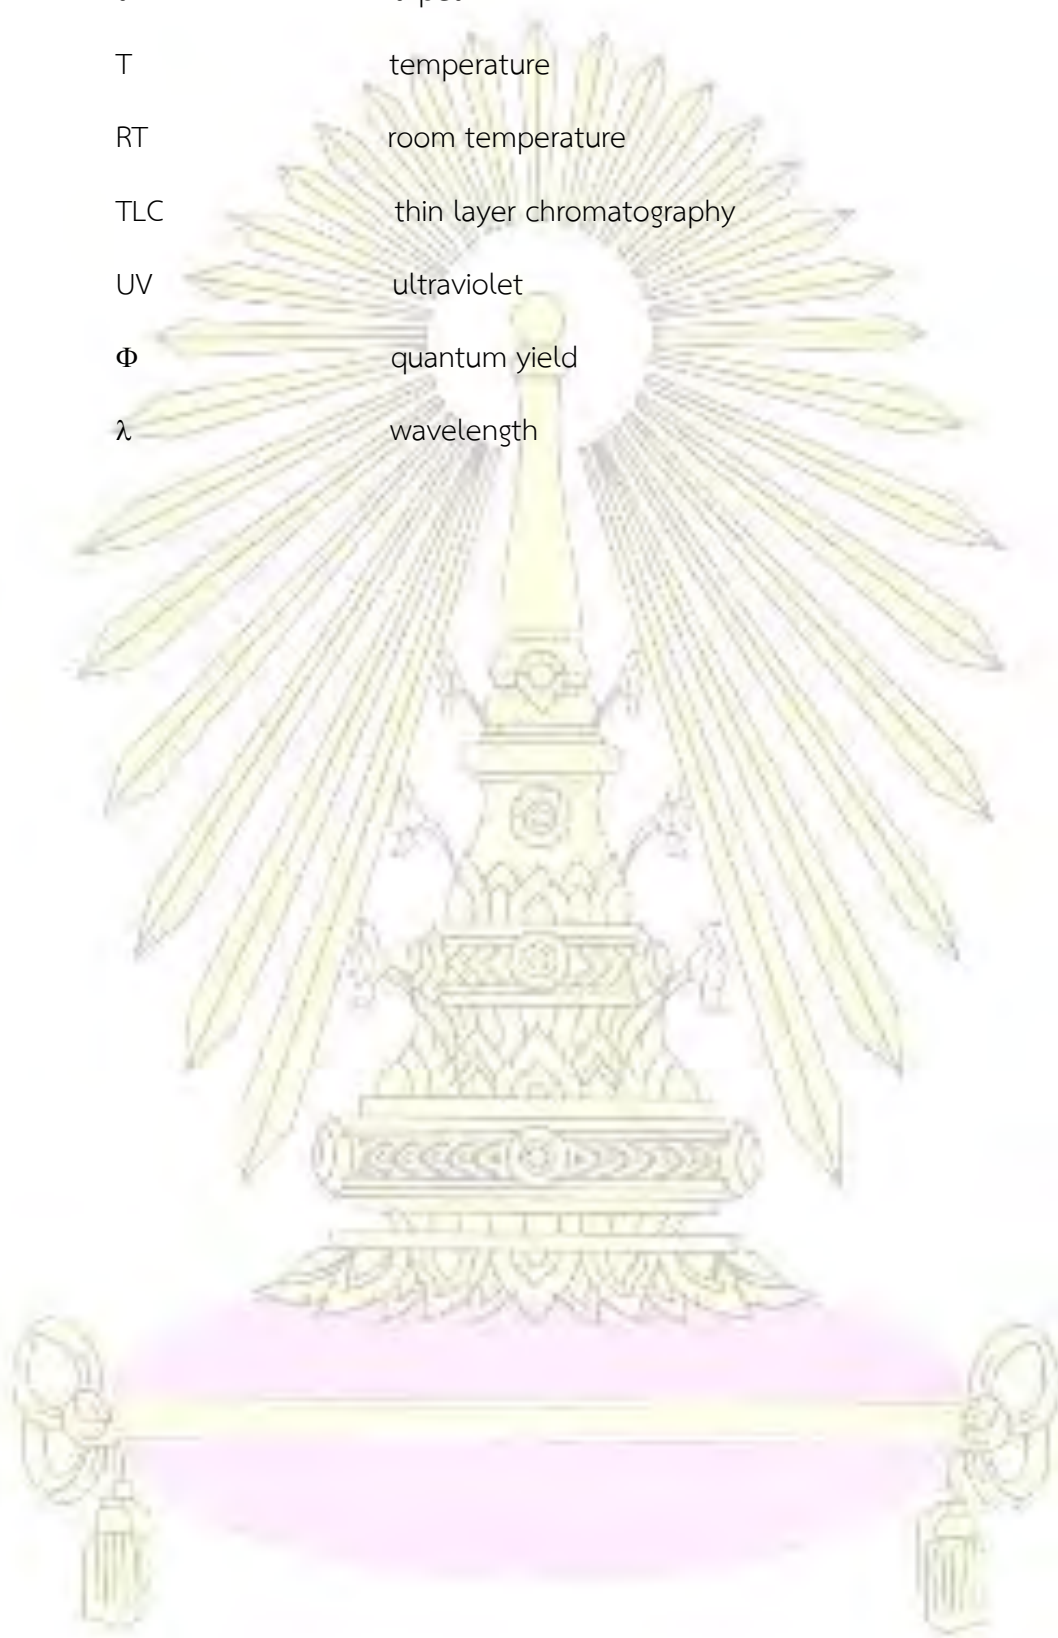 T temperature
RT room temperature
TLC thin layer chromatography
UV ultraviolet
Φ quantum yield
λ wavelength